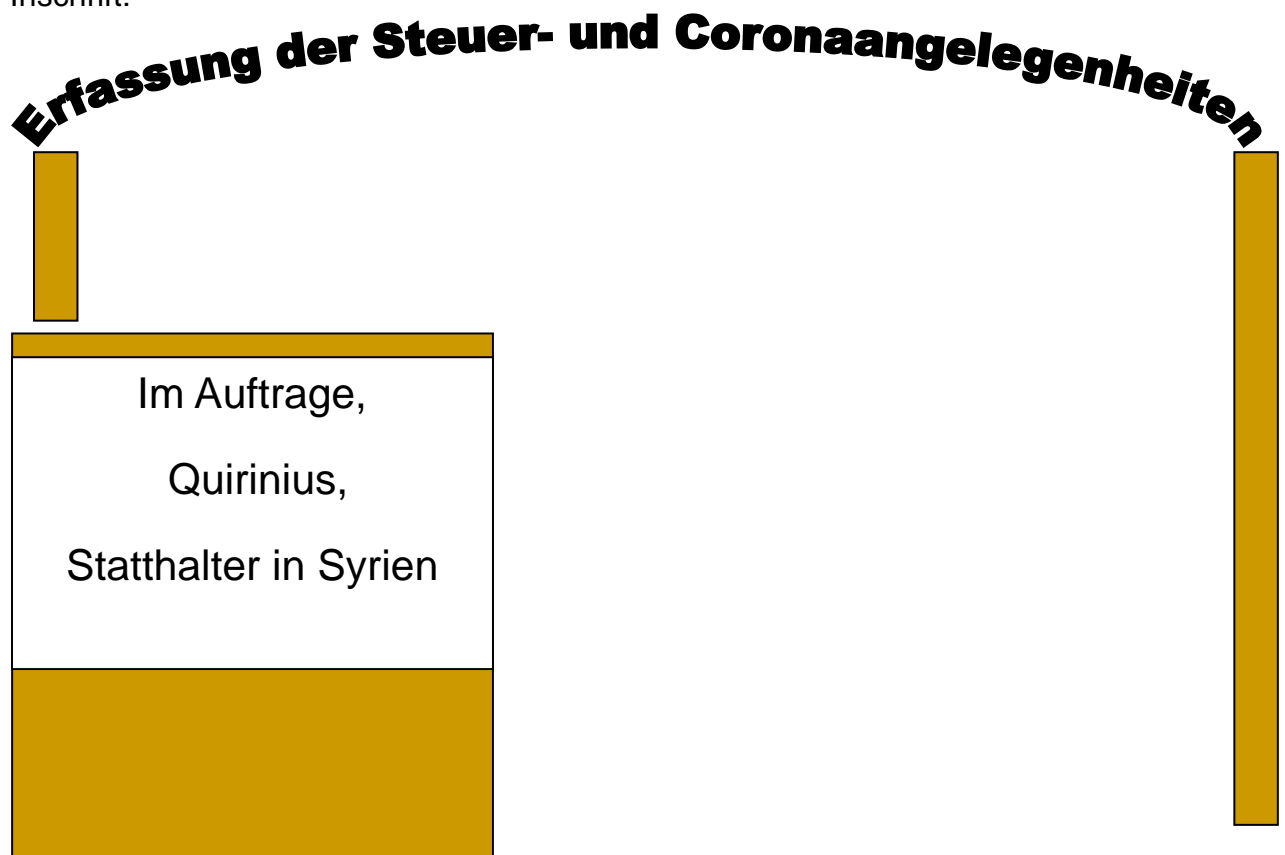 Inschrift:
Erfassung der Steuer- und Coronaangelegenheiten
Im Auftrage,
Quirinius,
Statthalter in Syrien